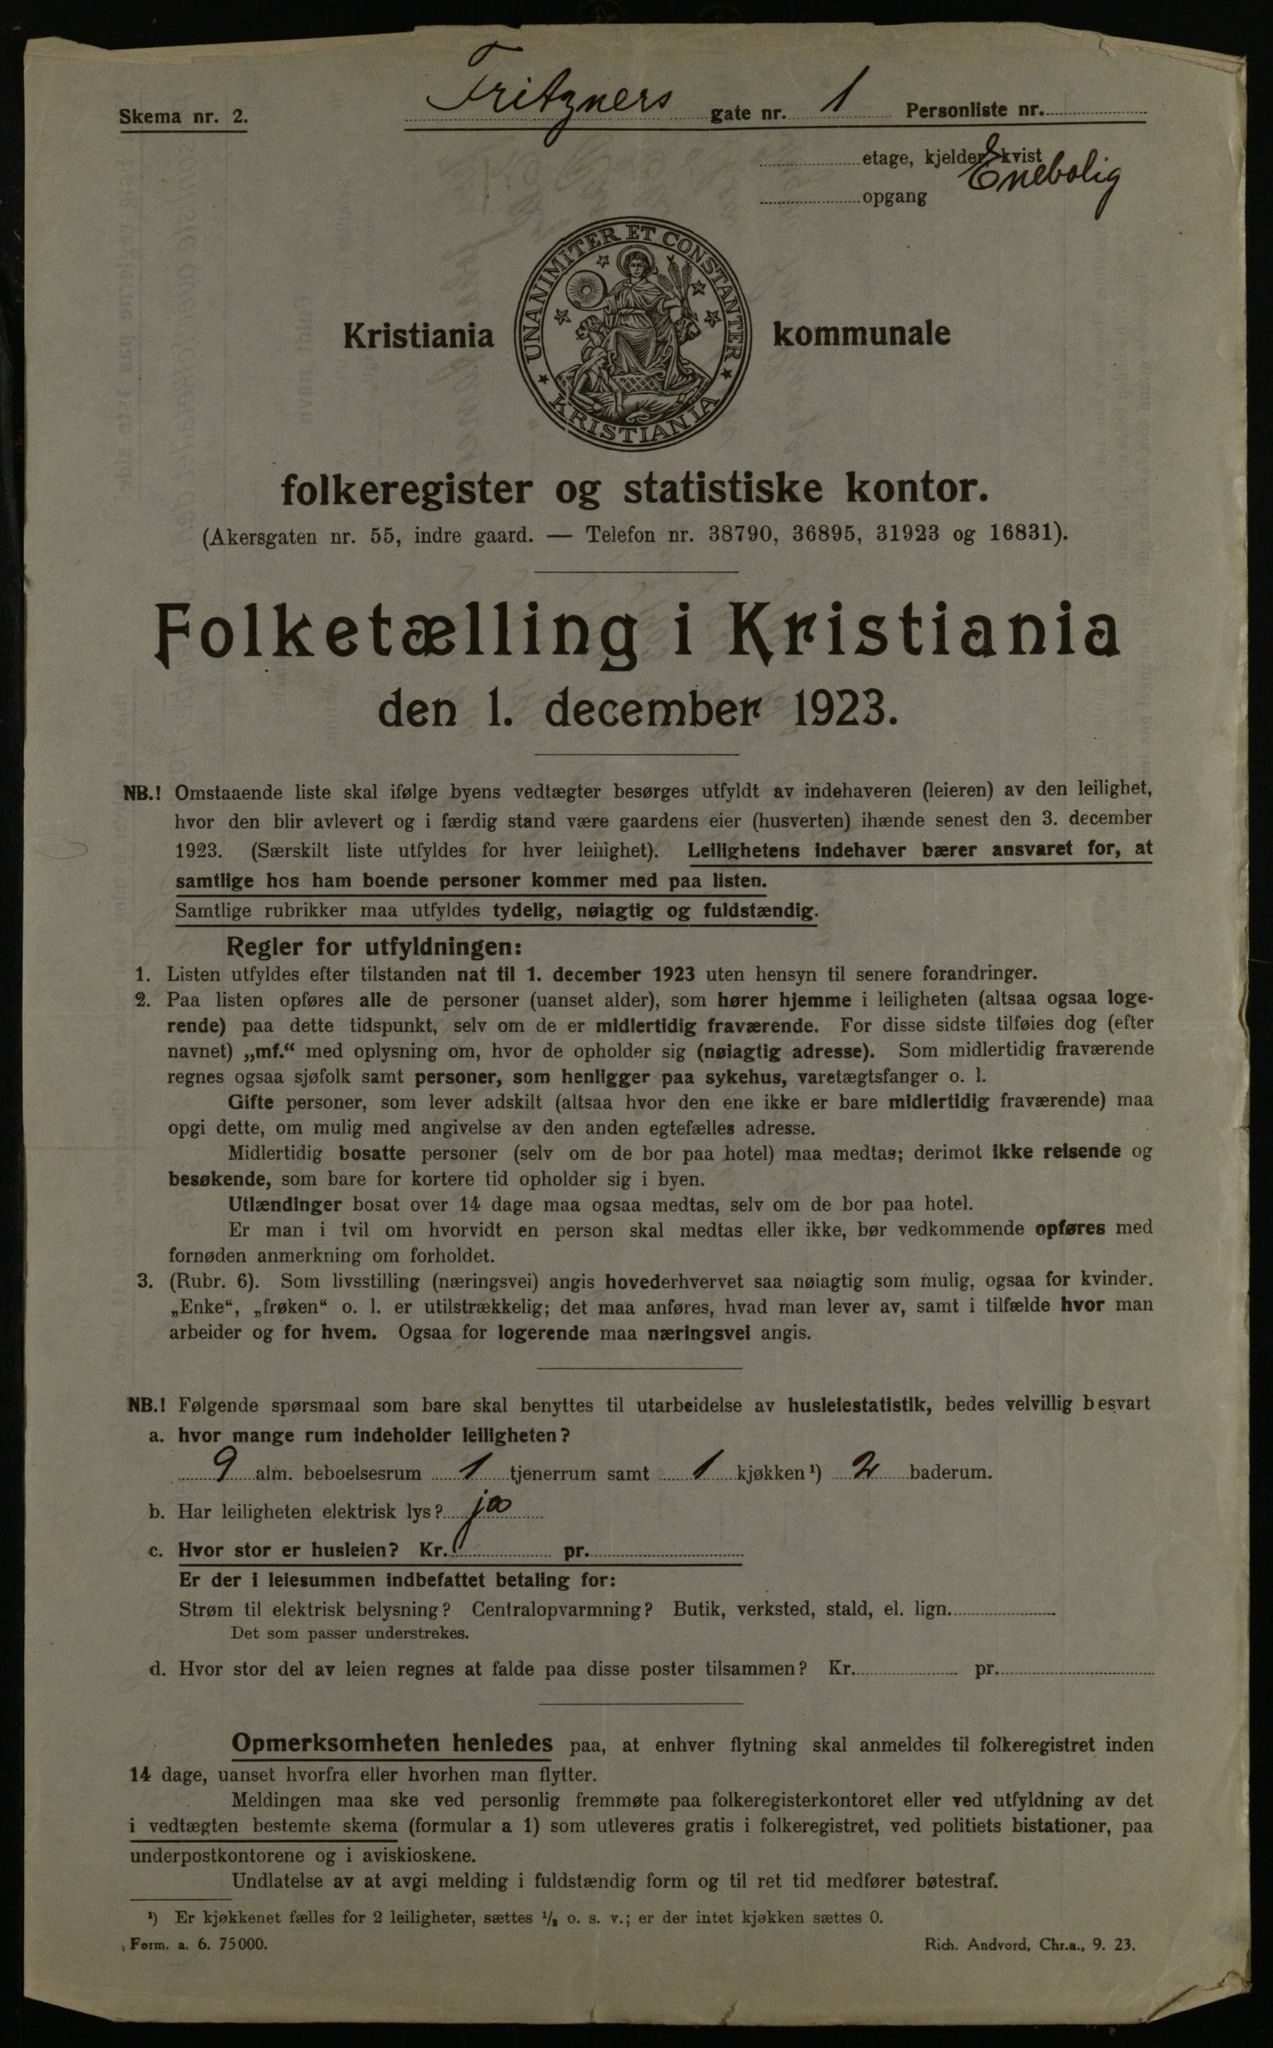 Skema nr. 2.
Fritzners gate nr. 1 Personliste nr.
etage, kjelder, kvist
opgang Enebolig
UNANIMITER ET CONSTANTER
KRISTIANIA
Kristiania kommunale
folkeregister og statistiske kontor.
(Akersgaten nr. 55, indre gaard. — Telefon nr. 38790, 36895, 31923 og 16831).
Folketælling i Kristiania
den 1. december 1923.
NB.! Omstaaende liste skal ifølge byens vedtægter besørges utfyldt av indehaveren (leieren) av den leilighet,
hvor den blir avlevert og i færdig stand være gaardens eier (husverten) ihænde senest den 3. december
1923. (Særskilt liste utfyldes for hver leilighet). Leilighetens indehaver bærer ansvaret for, at
samtlige hos ham boende personer kommer med paa listen.
Samtlige rubrikker maa utfyldes tydelig, nøiagtig og fuldstændig.
Regler for utfyldningen:
1. Listen utfyldes efter tilstanden nat til 1. december 1923 uten hensyn til senere forandringer.
2. Paa listen opføres alle de personer (uanset alder), som hører hjemme i leiligheten (altsaa ogsaa loge-
rende) paa dette tidspunkt, selv om de er midlertidig fraværende. For disse sidste tilføies dog (efter
navnet) „mf.“ med oplysning om, hvor de opholder sig (nøiagtig adresse). Som midlertidig fraværende
regnes ogsaa sjøfolk samt personer, som henligger paa sykehus, varetægtsfanger o. l.
Gifte personer, som lever adskilt (altsaa hvor den ene ikke er bare midlertidig fraværende) maa
opgi dette, om mulig med angivelse av den anden egtefælles adresse.
Midlertidig bosatte personer (selv om de bor paa hotel) maa medtas; derimot ikke reisende og
besøkende, som bare for kortere tid opholder sig i byen.
Utlændinger bosat over 14 dage maa ogsaa medtas, selv om de bor paa hotel.
Er man i tvil om hvorvidt en person skal medtas eller ikke, bør vedkommende opføres med
fornøden anmerkning om forholdet.
3. (Rubr. 6). Som livsstilling (næringsvei) angis hovederhvervet saa nøiagtig som mulig, ogsaa for kvinder.
„Enke“, „frøken“ o. l. er utilstrækkelig; det maa anføres, hvad man lever av, samt i tilfælde hvor man
arbeider og for hvem. Ogsaa for logerende maa næringsvei angis.
NB.! Følgende spørsmaal som bare skal benyttes til utarbeidelse av husleiestatistik, bedes velvillig besvart
a. hvor mange rum indeholder leiligheten?
9 alm. beboelsesrum 1 tjenerrum samt 1 kjøkken¹) 2 baderum.
b. Har leiligheten elektrisk lys? ja
c. Hvor stor er husleien? Kr. pr.
Er der i leiesummen indbefattet betaling for:
Strøm til elektrisk belysning? Centralopvarmning? Butik, verksted, stald, el. lign.
Det som passer understrekes.
d. Hvor stor del av leien regnes at falde paa disse poster tilsammen? Kr. pr.
Opmerksomheten henledes paa, at enhver flytning skal anmeldes til folkeregistret inden
14 dage, uanset hvorfra eller hvorhen man flytter.
Meldingen maa ske ved personlig fremmøte paa folkeregisterkontoret eller ved utfyldning av det
i vedtægten bestemte skema (formular a 1) som utleveres gratis i folkeregistret, ved politiets bistationer, paa
underpostkontorene og i aviskioskene.
Undlatelse av at avgi melding i fuldstændig form og til ret tid medfører bøtestraf.
¹) Er kjøkkenet fælles for 2 leiligheter, sættes ½ o. s. v.; er der intet kjøkken sættes 0.
Form. a. 6. 75000. Rich. Andvord, Chr.a., 9. 23.